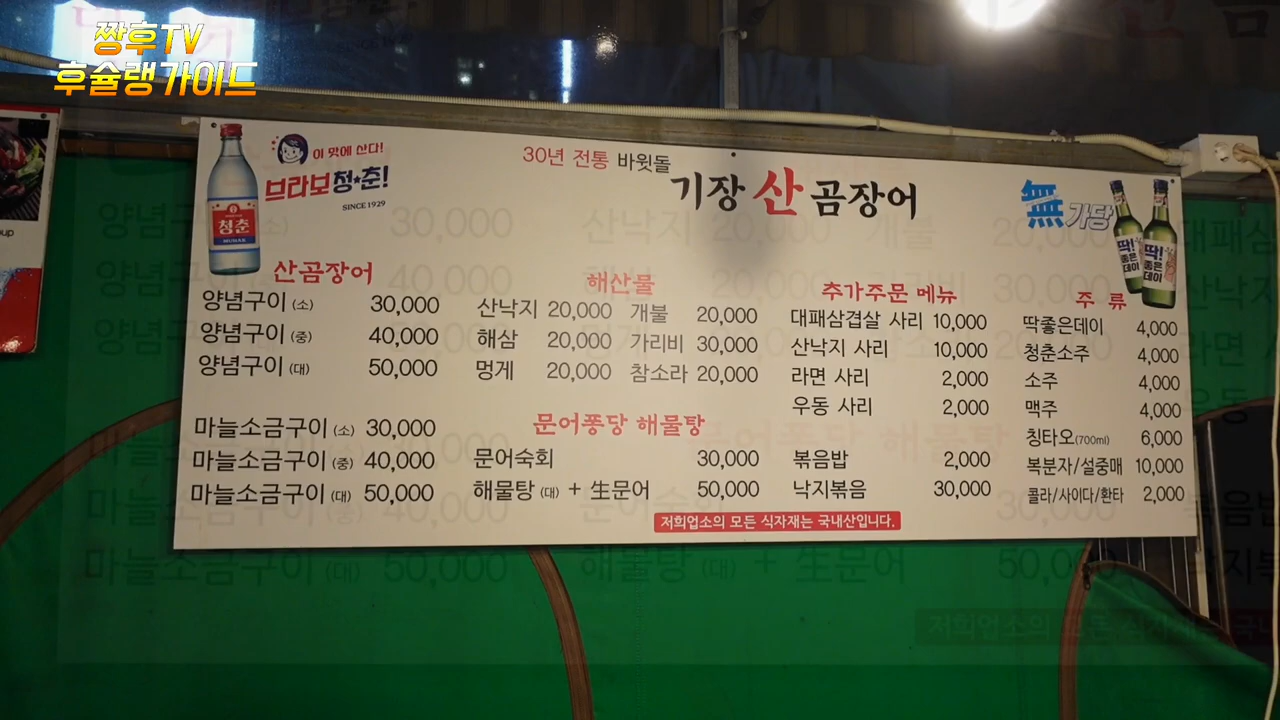 짱후TV
후슐랭가이드
이 맛에 산다!
브라보청★춘!
SINCE 1929
청춘
30년 전통 바윗돌
기장 산 곰장어
無가당
딱! 좋은데이
딱! 좋은데이
산곰장어
양념구이 (소) 30,000
양념구이 (중) 40,000
양념구이 (대) 50,000
마늘소금구이 (소) 30,000
마늘소금구이 (중) 40,000
마늘소금구이 (대) 50,000
해산물
산낙지 20,000 개불 20,000
해삼 20,000 가리비 30,000
멍게 20,000 참소라 20,000
문어퐁당 해물탕
문어숙회 30,000
해물탕 (대) + 生문어 50,000
추가주문 메뉴
대패삼겹살 사리 10,000
산낙지 사리 10,000
라면 사리 2,000
우동 사리 2,000
볶음밥 2,000
낙지볶음 30,000
주 류
딱좋은데이 4,000
청춘소주 4,000
소주 4,000
맥주 4,000
칭타오(700ml) 6,000
복분자/설중매 10,000
콜라/사이다/환타 2,000
저희업소의 모든 식자재는 국내산입니다.